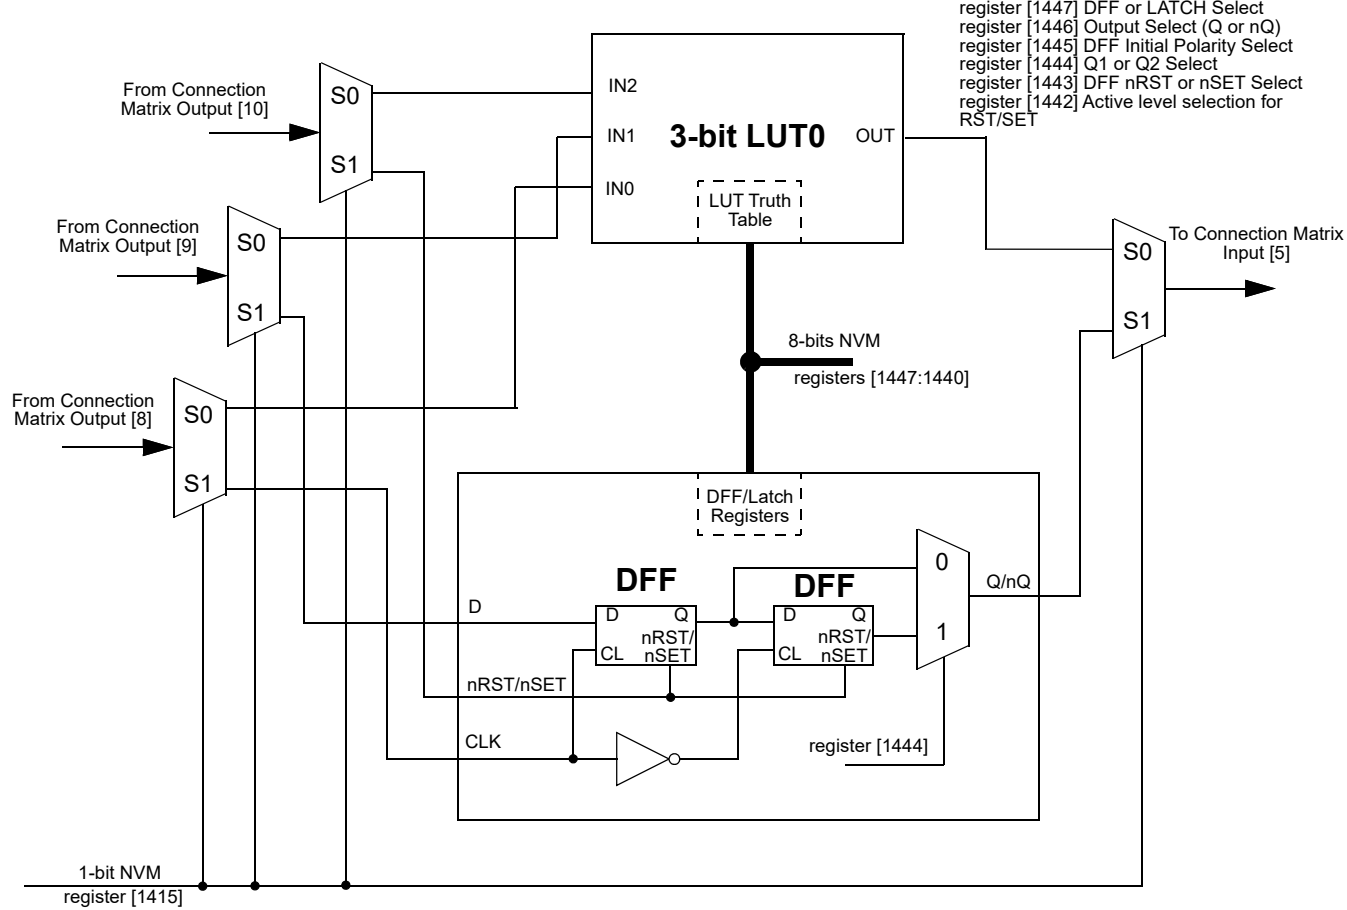 register [1447] DFF or LATCH Select
register [1446] Output Select (Q or nQ)
register [1445] DFF Initial Polarity Select
register [1444] Q1 or Q2 Select
register [1443] DFF nRST or nSET Select
register [1442] Active level selection for
RST/SET
From Connection
Matrix Output [10]
S0
S1
IN2
IN1
IN0
3-bit LUT0
OUT
LUT Truth
Table
From Connection
Matrix Output [9]
S0
S1
To Connection Matrix
Input [5]
S0
S1
8-bits NVM
registers [1447:1440]
From Connection
Matrix Output [8]
S0
S1
DFF/Latch
Registers
DFF
D
Q
nRST/
nSET
CL
DFF
D
Q
nRST/
nSET
CL
0
1
Q/nQ
D
nRST/nSET
CLK
register [1444]
1-bit NVM
register [1415]